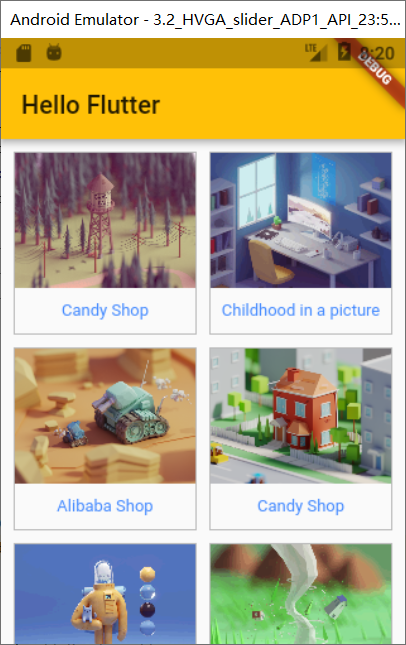 Android Emulator - 3.2_HVGA_slider_ADP1_API_23:5...
LTE
8:20
DEBUG
Hello Flutter
Candy Shop
Childhood in a picture
Alibaba Shop
Candy Shop